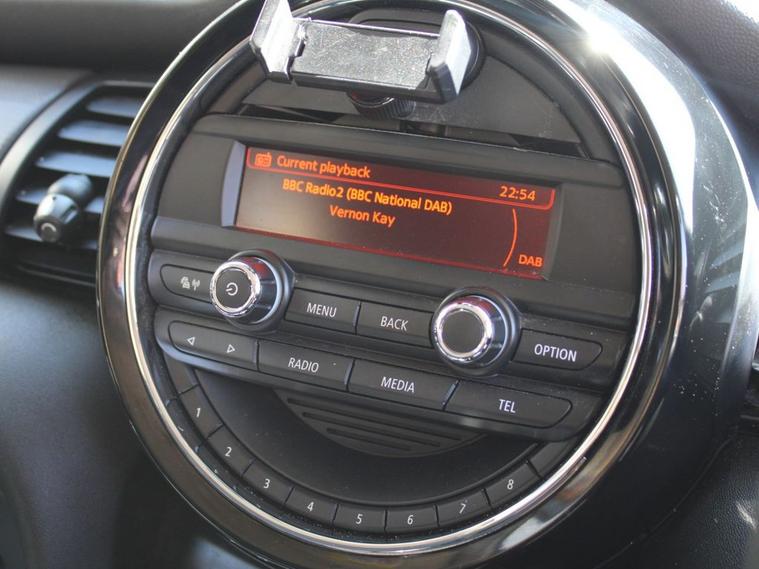 Current playback
22:54
BBC Radio2 (BBC National DAB)
Vernon Kay
DAB
MENU
BACK
OPTION
RADIO
MEDIA
TEL
1
2
3
4
5
6
7
8